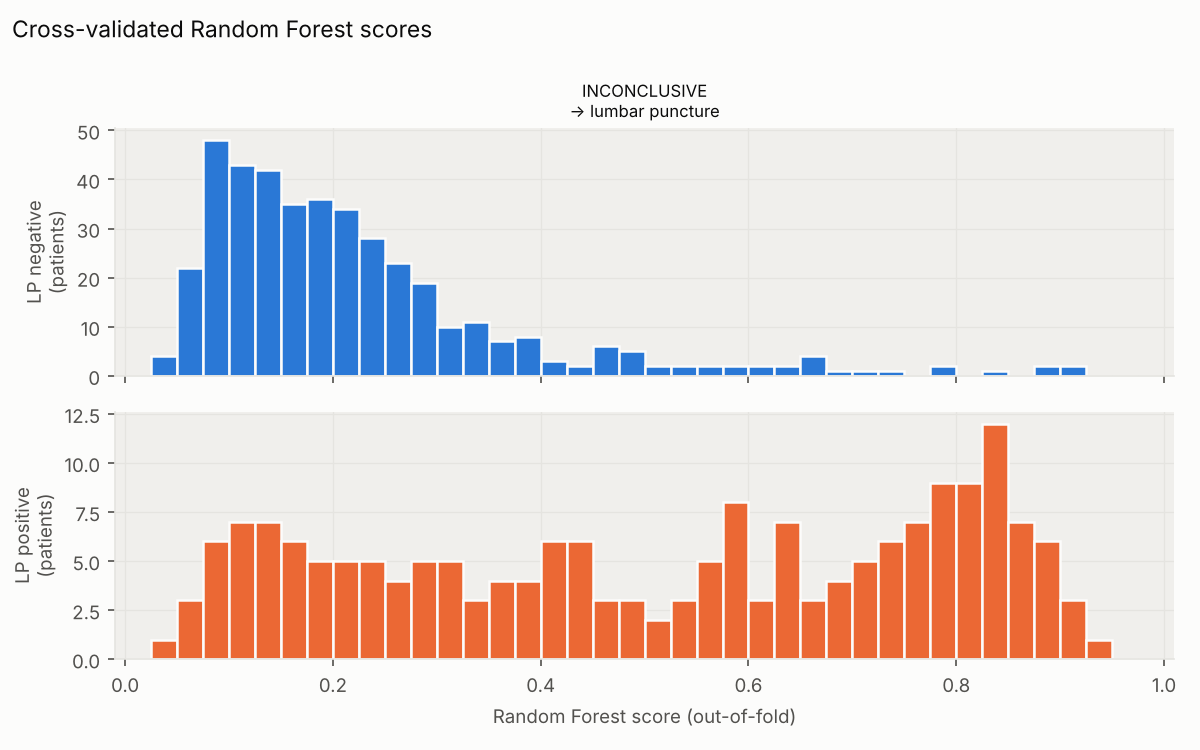 Cross-validated Random Forest scores
INCONCLUSIVE
→ lumbar puncture
50
40
30
20
10
0
LP negative
(patients)
12.5
10.0
7.5
5.0
2.5
0.0
LP positive
(patients)
0.0 0.2 0.4 0.6 0.8 1.0
Random Forest score (out-of-fold)